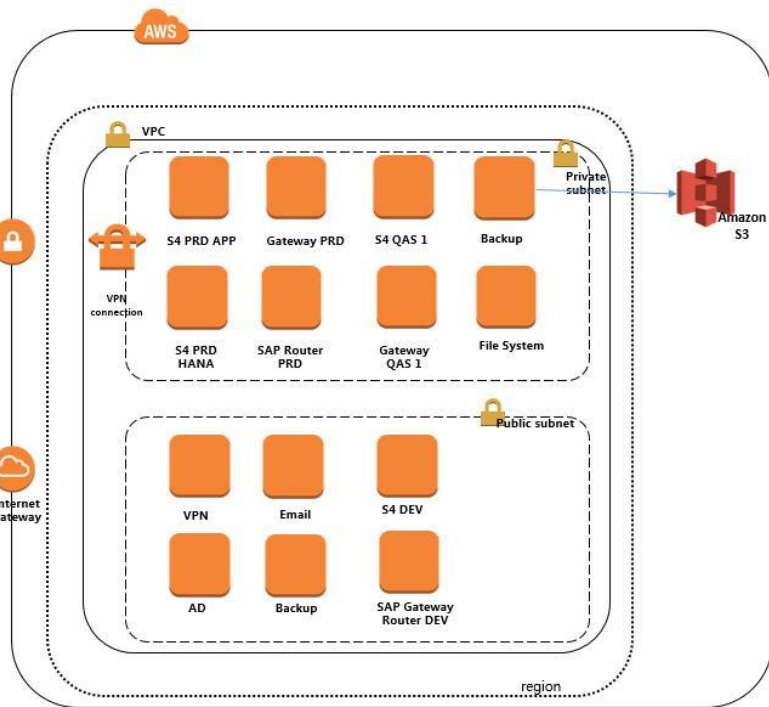 AWS
VPC
Private
subnet
S4 PRD APP
Gateway PRD
S4 QAS 1
Backup
Amazon
S3
VPN
connection
S4 PRD
HANA
SAP Router
PRD
Gateway
QAS 1
File System
Public subnet
nternet
ateway
VPN
Email
S4 DEV
AD
Backup
SAP Gateway
Router DEV
region